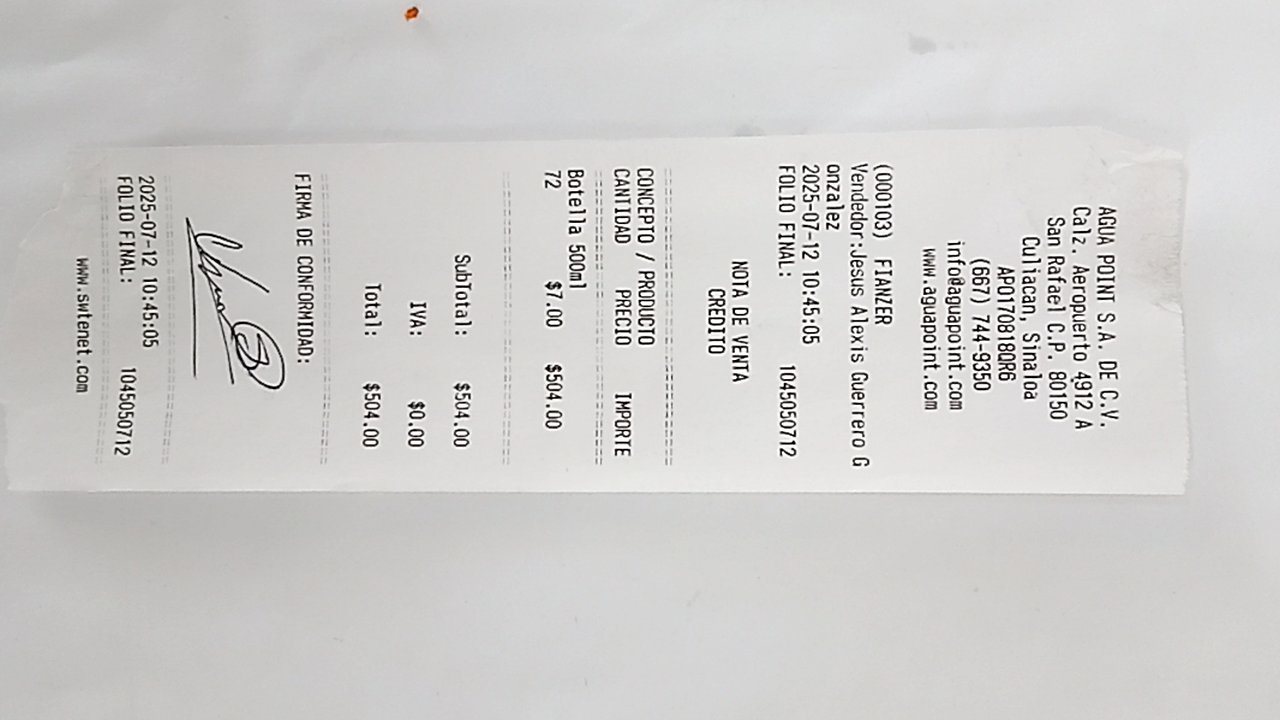 AGUA POINT S.A. DE C.V.
Calz. Aeropuerto 4912 A
San Rafael C.P. 80150
Culiacan, Sinaloa
APO170818QR6
(667) 744-9350
info@aguapoint.com
www.aguapoint.com
(000103) FIANZER
Vendedor:Jesus Alexis Guerrero G
onzalez
2025-07-12 10:45:05
FOLIO FINAL: 1045050712
NOTA DE VENTA
CREDITO
CONCEPTO / PRODUCTO
CANTIDAD PRECIO IMPORTE
Botella 500ml
72 $7.00 $504.00
SubTotal: $504.00
IVA: $0.00
Total: $504.00
FIRMA DE CONFORMIDAD:
2025-07-12 10:45:05
FOLIO FINAL: 1045050712
www.swtenet.com